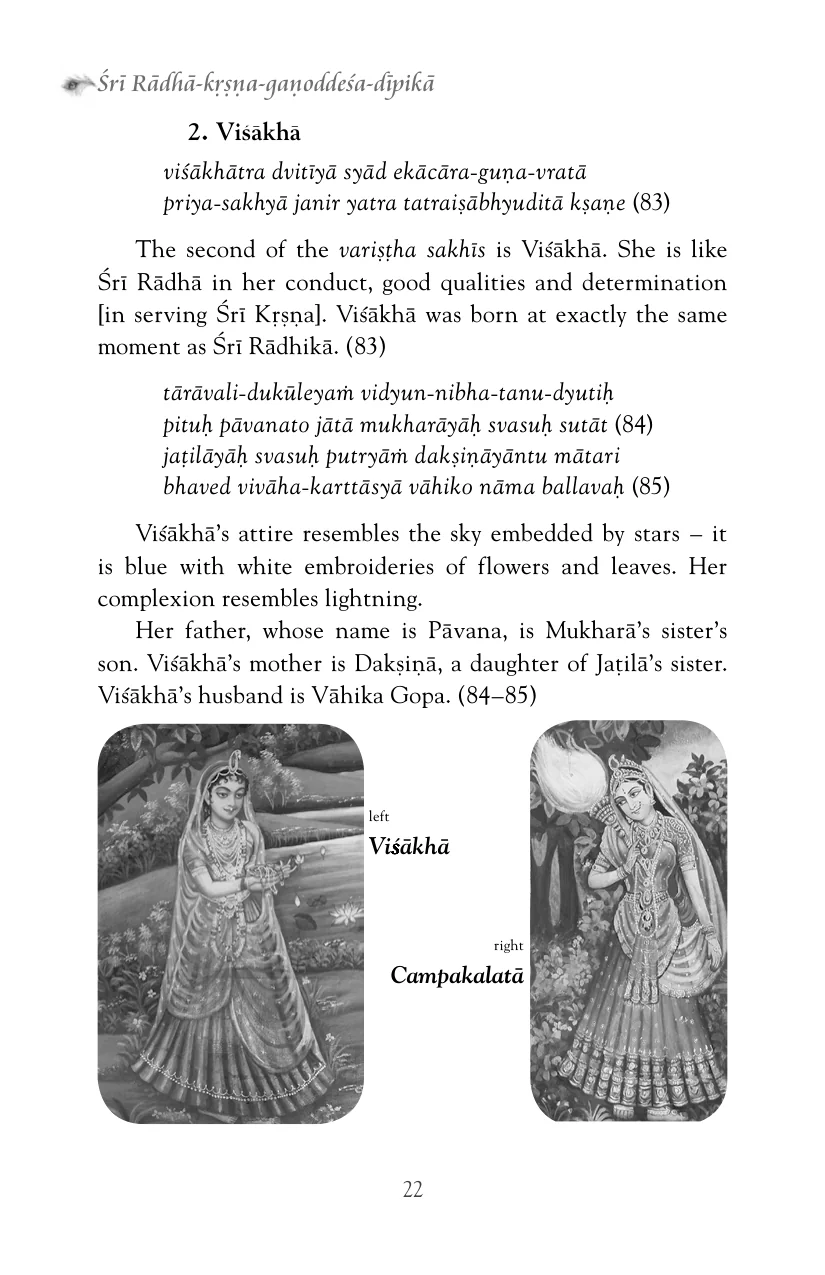 Śrī Rādhā-kṛṣṇa-gaṇoddeśa-dīpikā
2. Viśākhā
viśākhātra dvitīyā syād ekācāra-guṇa-vratā
priya-sakhyā janir yatra tatraiṣābhyuditā kṣaṇe (83)
The second of the variṣṭha sakhīs is Viśākhā. She is like
Śrī Rādhā in her conduct, good qualities and determination
[in serving Śrī Kṛṣṇa]. Viśākhā was born at exactly the same
moment as Śrī Rādhikā. (83)
tārāvali-dukūleyaṁ vidyun-nibha-tanu-dyutiḥ
pituḥ pāvanato jātā mukharāyāḥ svasuḥ sutāt (84)
jaṭilāyāḥ svasuḥ putryāṁ dakṣiṇāyāntu mātari
bhaved vivāha-karttāsyā vāhiko nāma ballavaḥ (85)
Viśākhā’s attire resembles the sky embedded by stars – it
is blue with white embroideries of flowers and leaves. Her
complexion resembles lightning.
Her father, whose name is Pāvana, is Mukharā’s sister’s
son. Viśākhā’s mother is Dakṣiṇā, a daughter of Jaṭilā’s sister.
Viśākhā’s husband is Vāhika Gopa. (84–85)
left
Viśākhā
right
Campakalatā
22